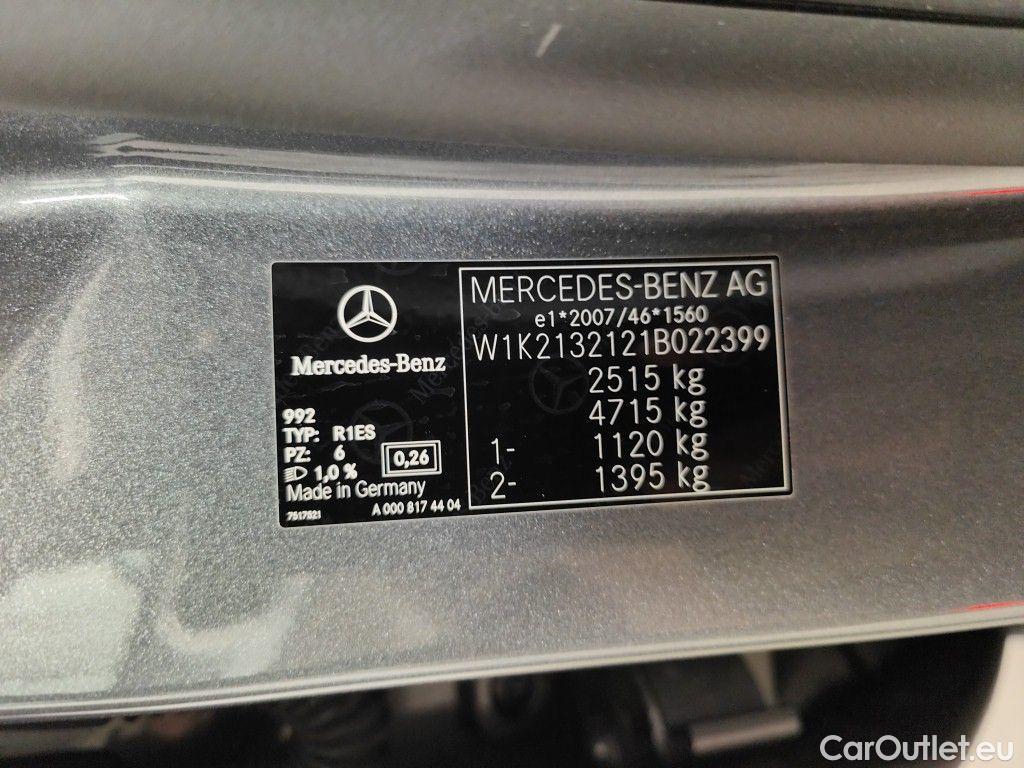 Mercedes-Benz
992
TYP: R1ES
PZ: 6
1,0 %
0,26
Made in Germany
7517521
A 000 817 44 04
MERCEDES-BENZ AG
e1*2007/46*1560
W1K2132121B022399
2515 kg
4715 kg
1- 1120 kg
2- 1395 kg
CarOutlet.eu